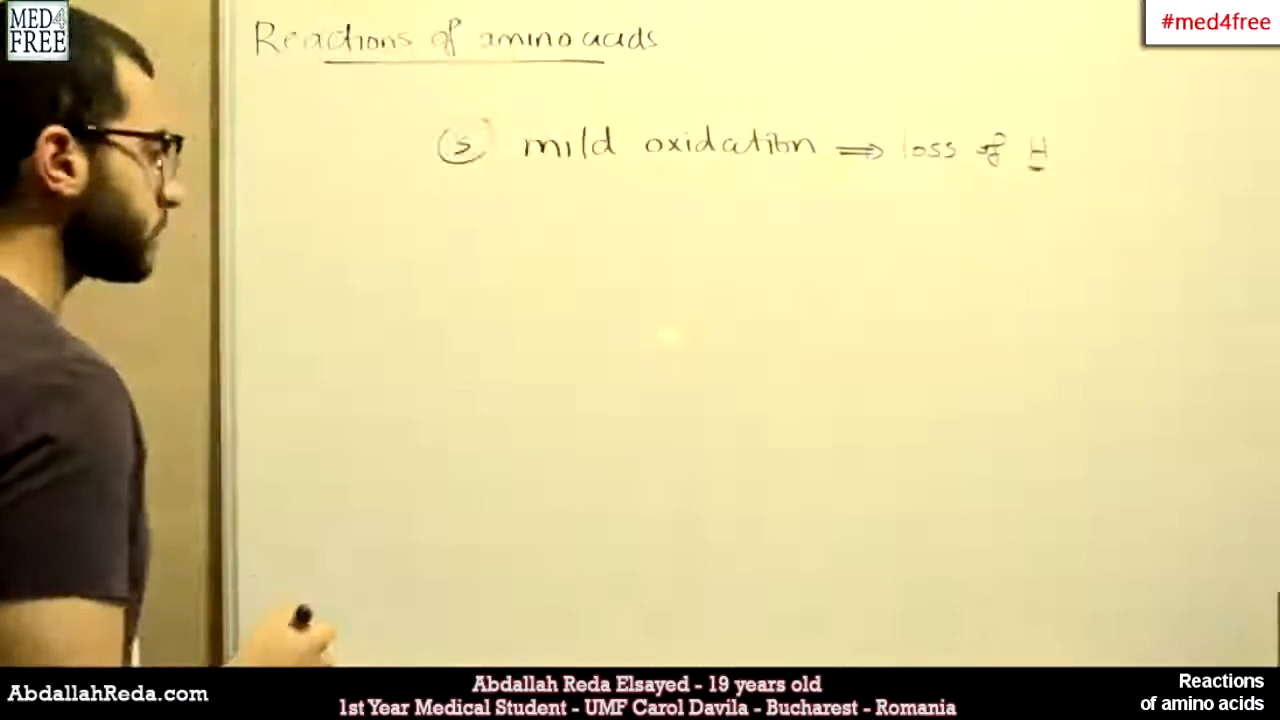 MED4
FREE
#med4free
Reactions of amino acids
5 mild oxidation ⇒ loss of H
AbdallahReda.com
Abdallah Reda Elsayed - 19 years old
1st Year Medical Student - UMF Carol Davila - Bucharest - Romania
Reactions
of amino acids